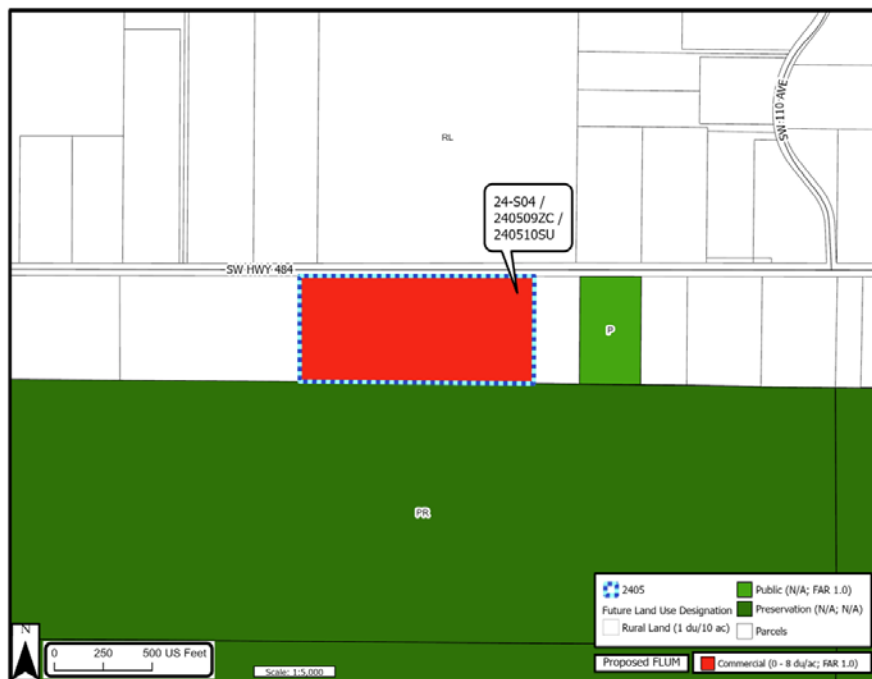 SW 110 AVE
RL
24-S04 /
240509ZC /
240510SU
SW HWY 484
P
PR
2405
Future Land Use Designation
Rural Land (1 du/10 ac)
Public (N/A; FAR 1.0)
Preservation (N/A; N/A)
Parcels
Proposed FLUM
Commercial (0 - 8 du/ac; FAR 1.0)
N
0 250 500 US Feet
Scale: 1:5,000